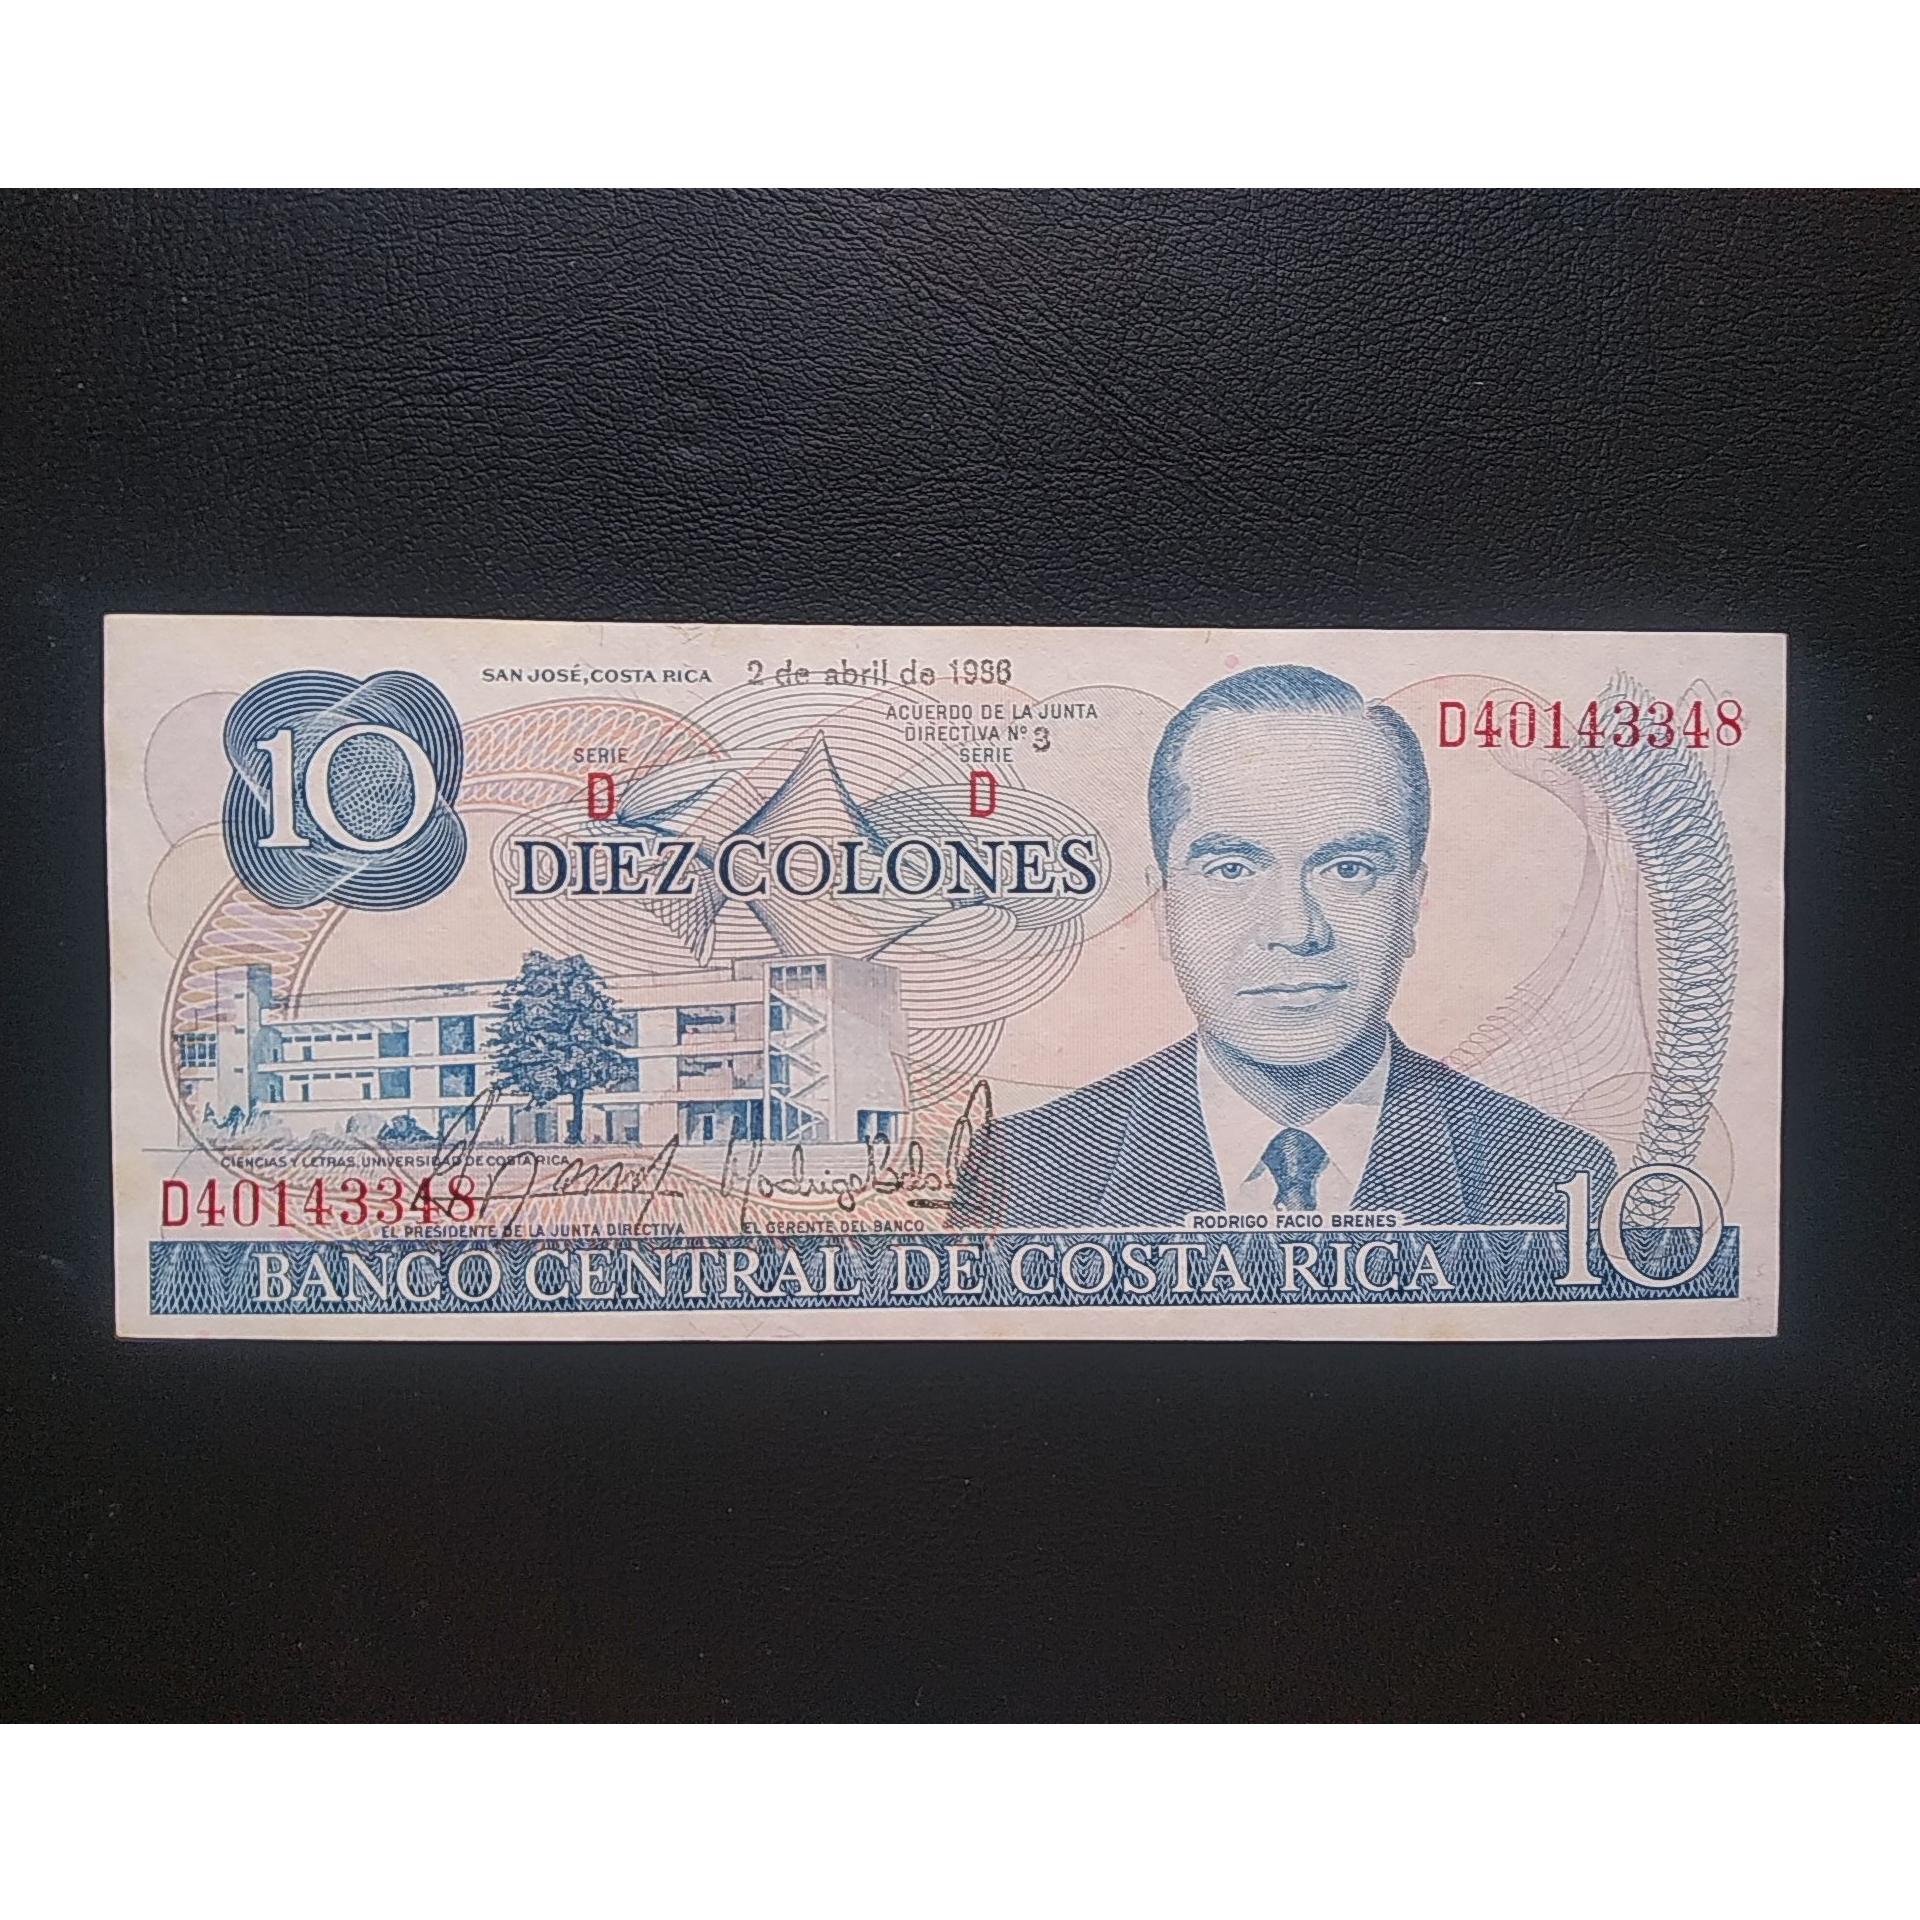 SAN JOSÉ, COSTA RICA 2 de abril de 1986
10
ACUERDO DE LA JUNTA
DIRECTIVA Nº 3
D40143348
SERIE
D
SERIE
D
DIEZ COLONES
CIENCIAS Y LETRAS, UNIVERSIDAD DE COSTA RICA
D40143348
EL PRESIDENTE DE LA JUNTA DIRECTIVA
EL GERENTE DEL BANCO
RODRIGO FACIO BRENES
BANCO CENTRAL DE COSTA RICA
10